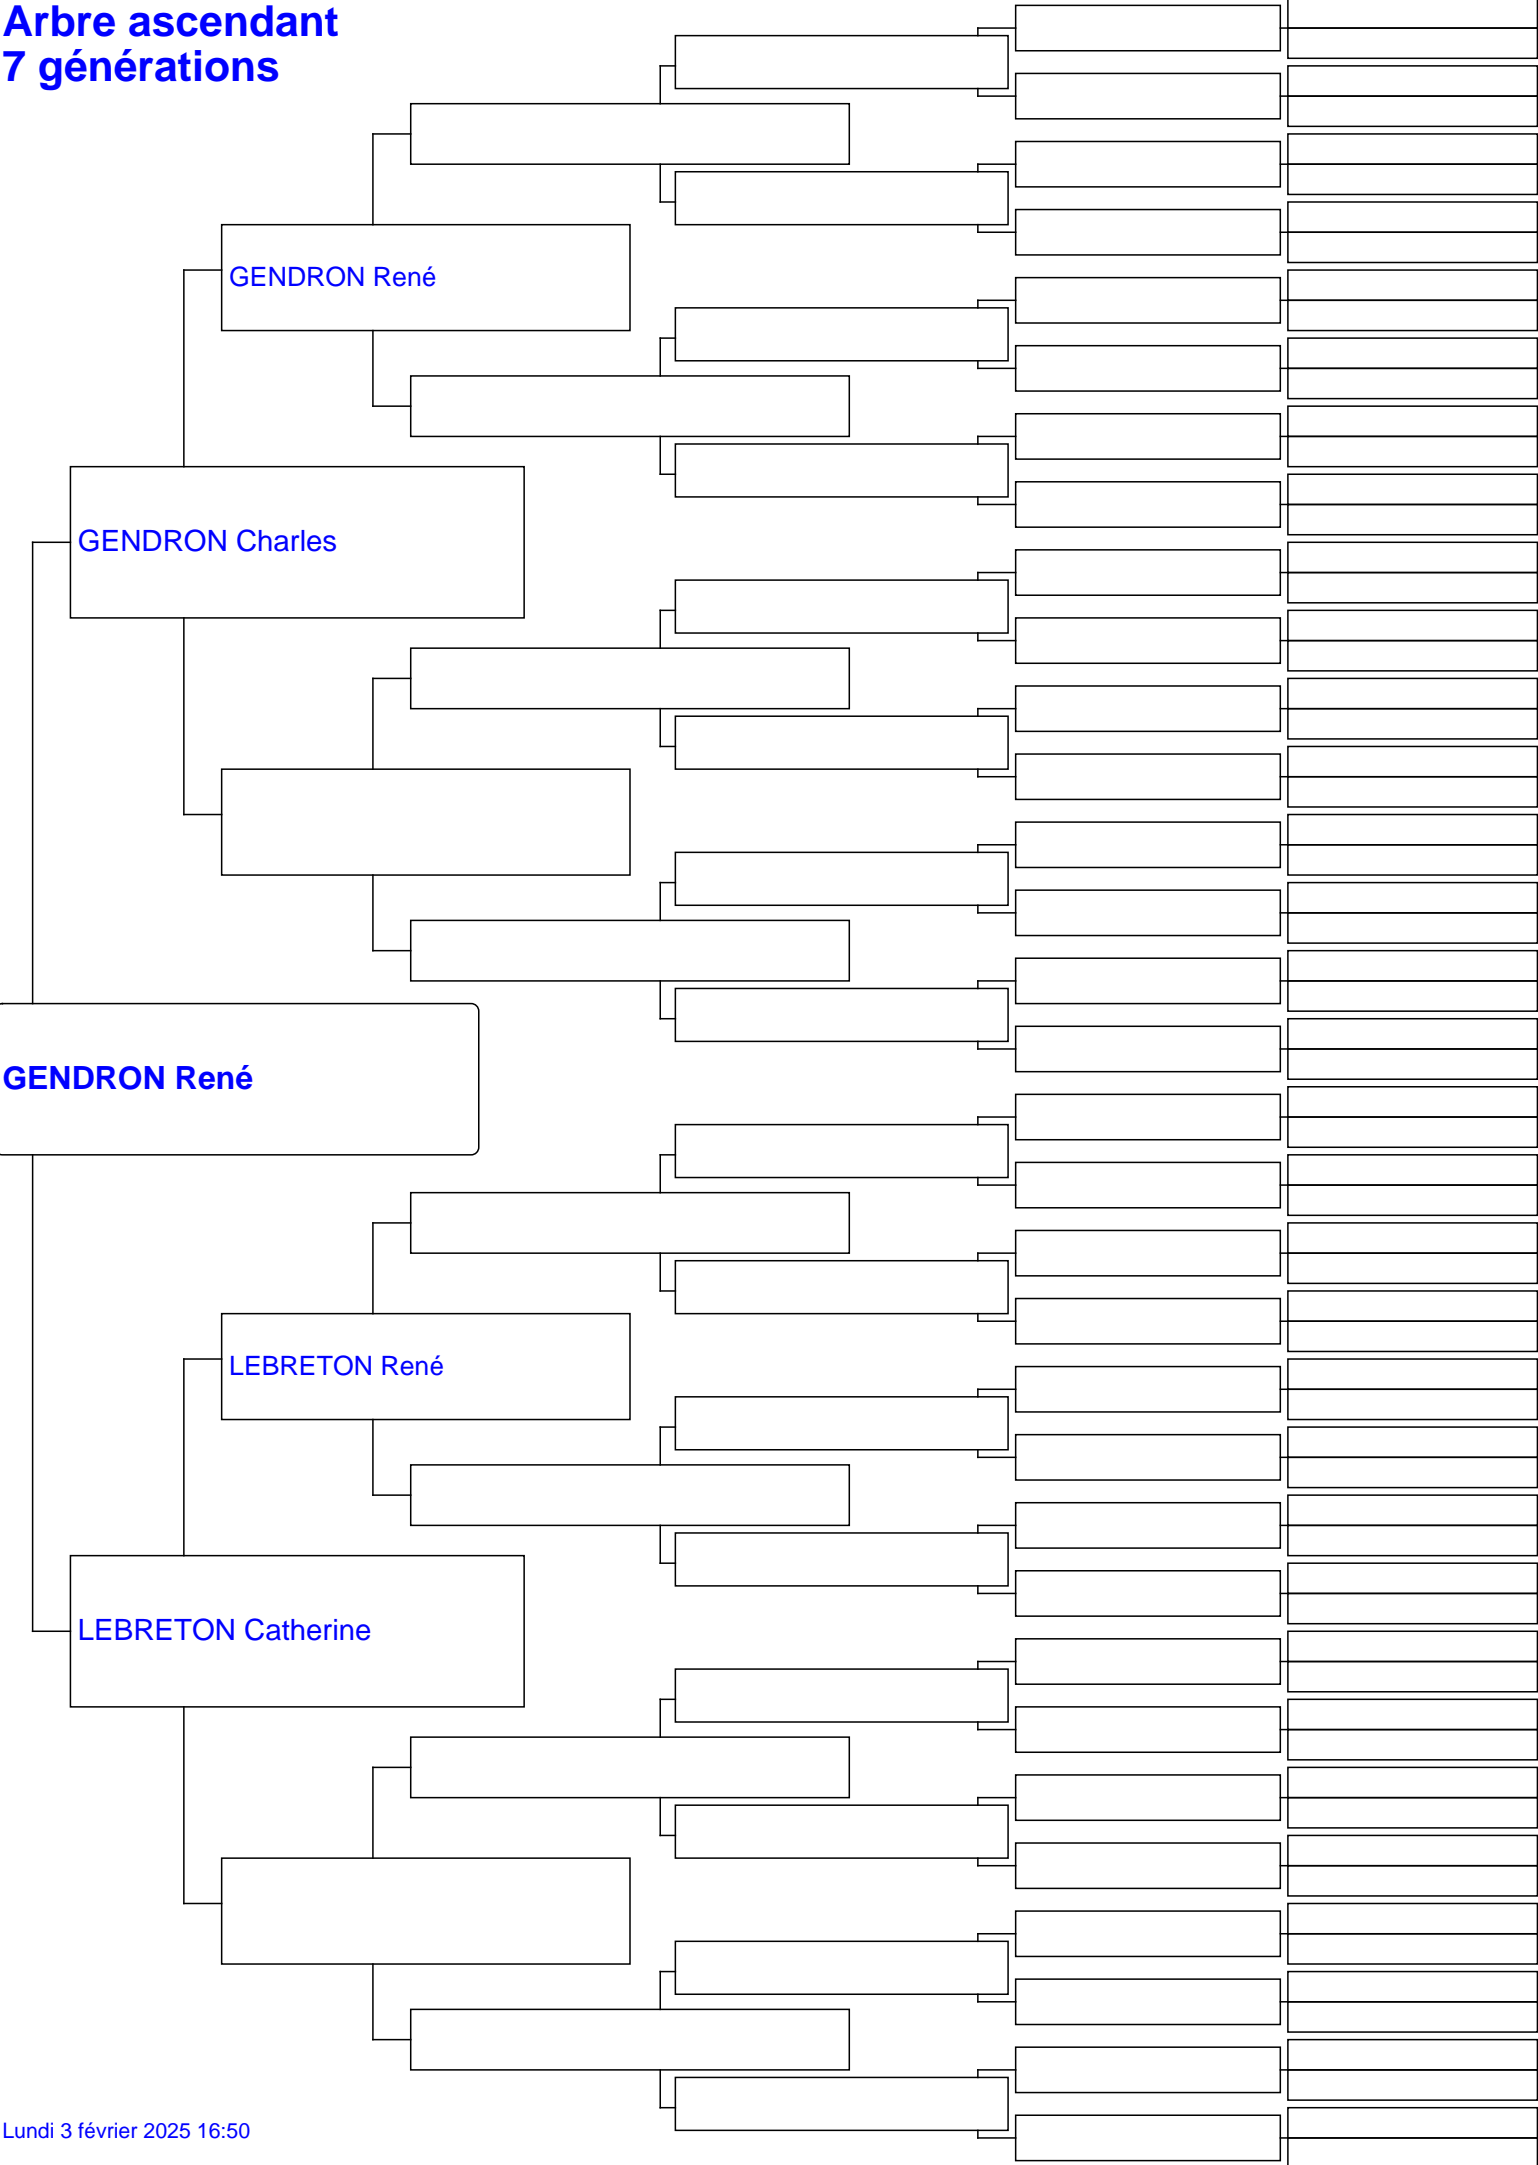 Arbre ascendant
7 générations
GENDRON René
GENDRON Charles
GENDRON René
LEBRETON René
LEBRETON Catherine
Lundi 3 février 2025 16:50